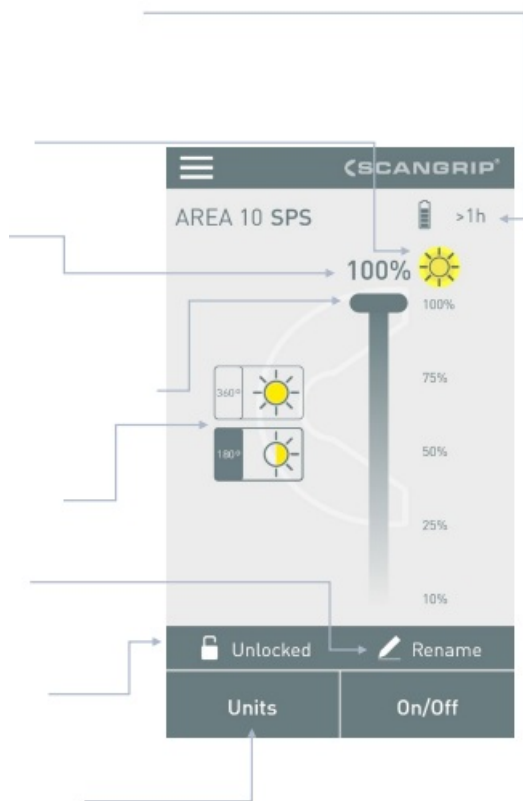 SCANGRIP®
AREA 10 SPS
>1h
100%
100%
75%
360°
50%
180°
25%
10%
Unlocked
Rename
Units
On/Off